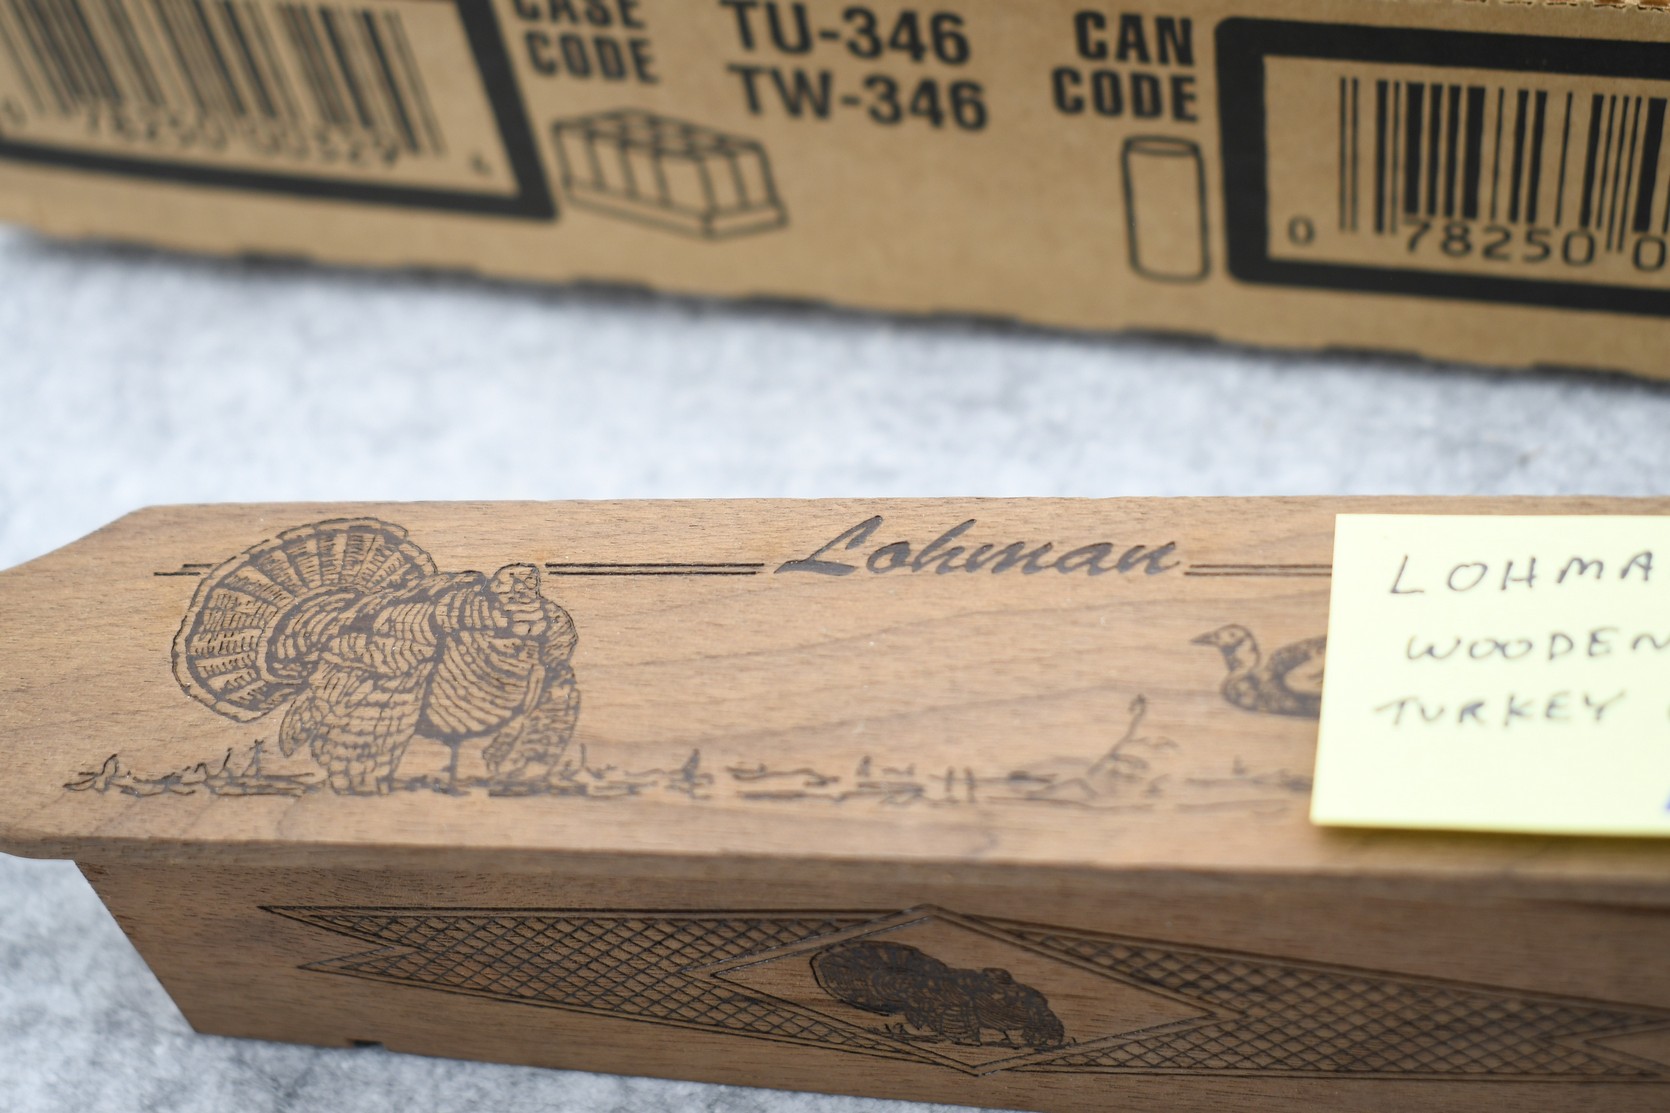 CASE
CODE
TU-346
TW-346
CAN
CODE
0 78250 0
Lohman
LOHMA
WOODEN
TURKEY